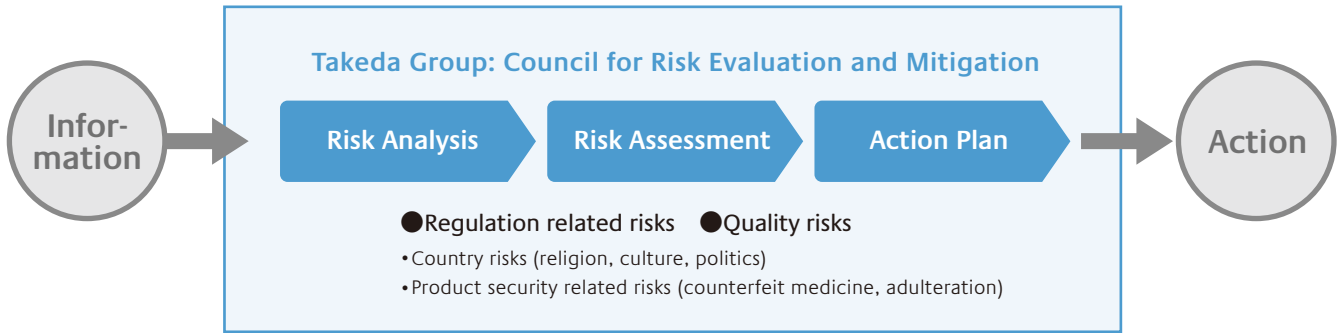 Takeda Group: Council for Risk Evaluation and Mitigation
Infor-
mation
Risk Analysis
Risk Assessment
Action Plan
Action
●Regulation related risks ●Quality risks
•Country risks (religion, culture, politics)
•Product security related risks (counterfeit medicine, adulteration)